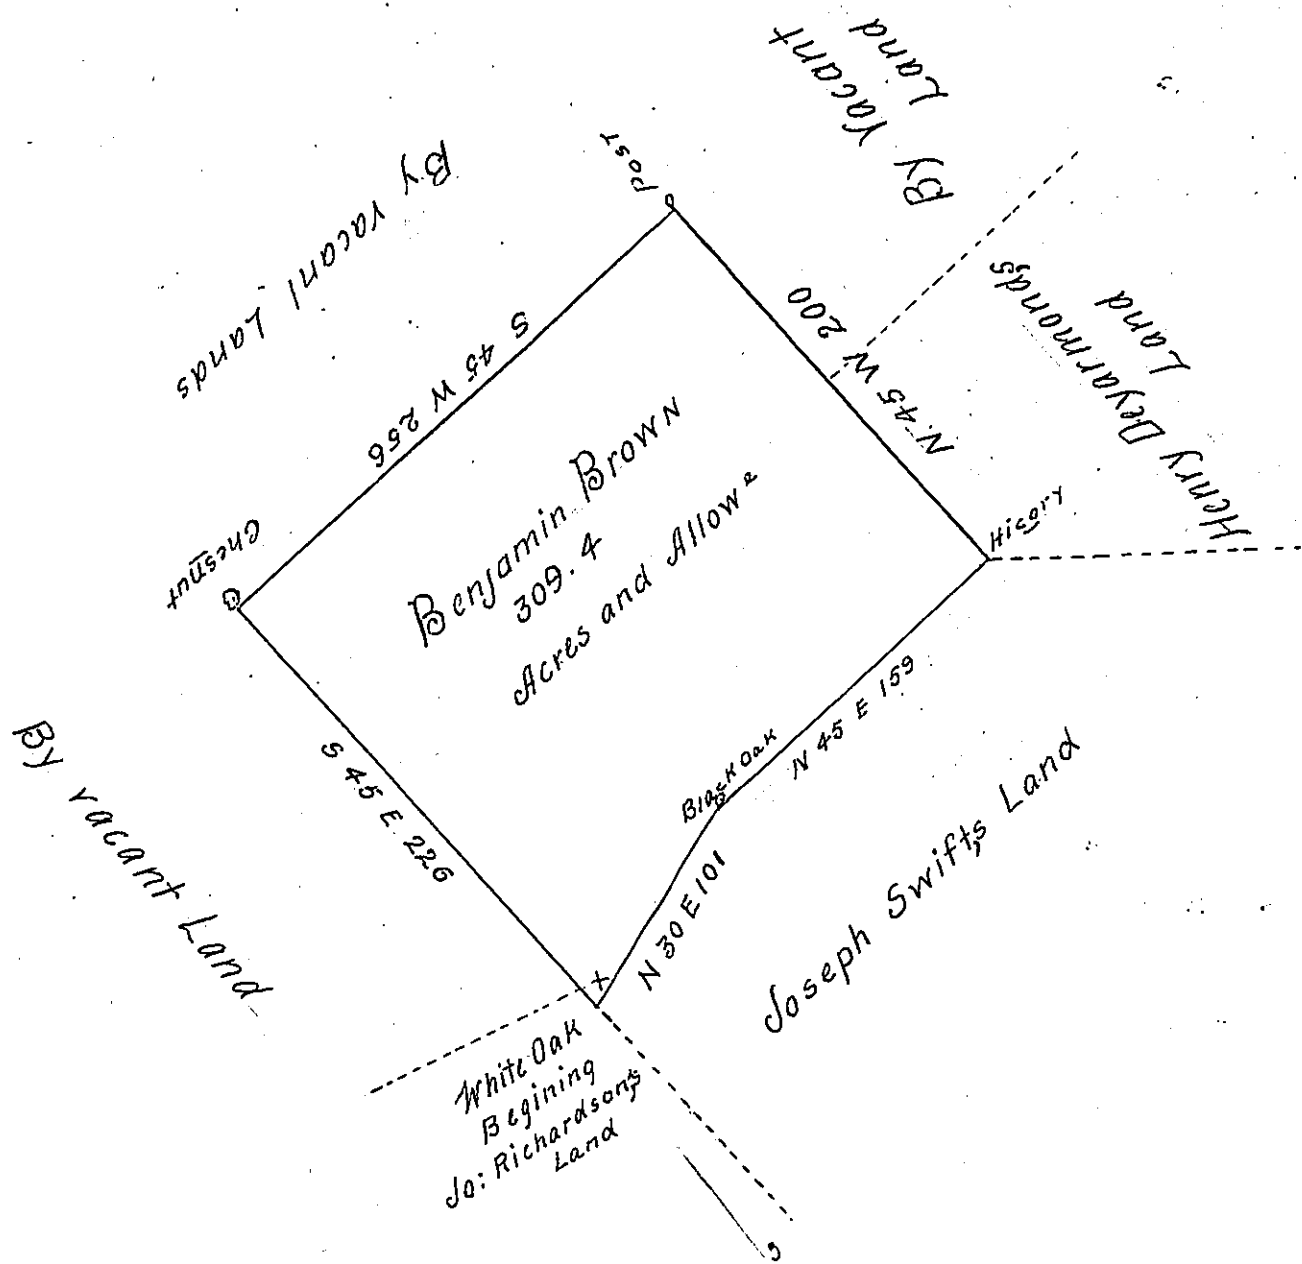 By Vacant
Land
By vacant Lands
Post
S 45 W 256
N. 45 W 200
Henry Deyarmonds
Land
Chesnut
Benjamin Brown
309. 4
Acres and Allowe
Hicory
Black Oak
N 45 E 159
S 45 E. 226
By vacant Land
N 30 E 101
Joseph Swift,s Land
White Oak
Begining
Jo: Richardson,s
Land